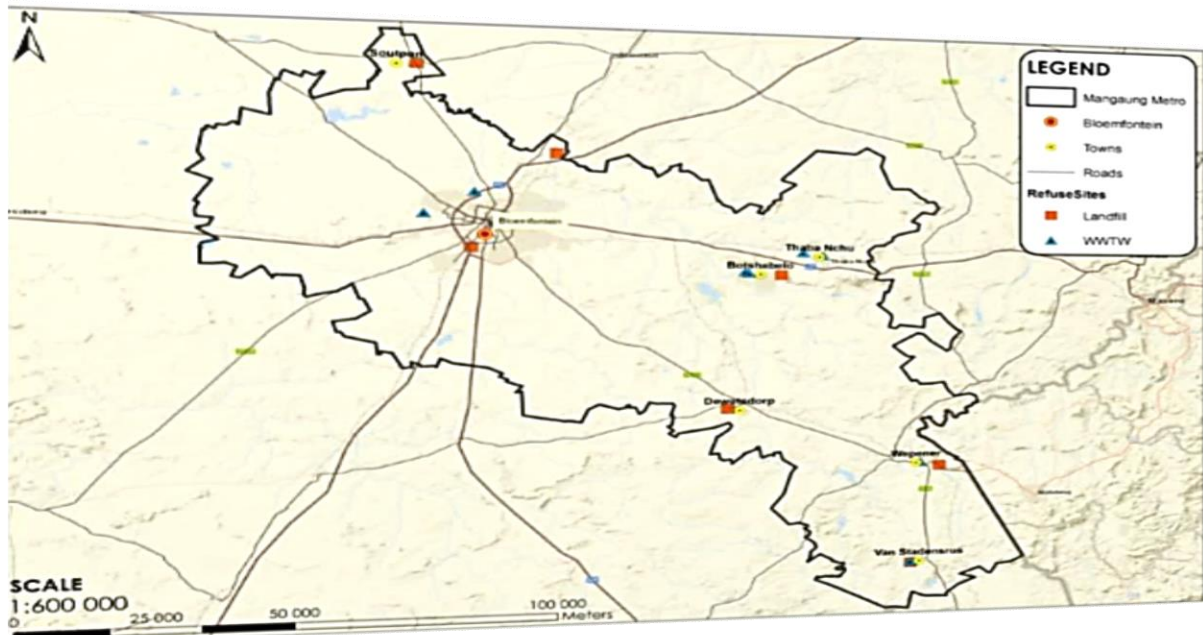 N
Soutpan
LEGEND
Mangaung Metro
Bloemfontein
Towns
Roads
RefuseSites
Landfill
WWTW
Bloemfontein
Thaba Nchu
Botshabelo
Dewetsdorp
Wepener
Van Stadensrus
SCALE
1:600 000
0 25 000 50 000 100 000
Meters